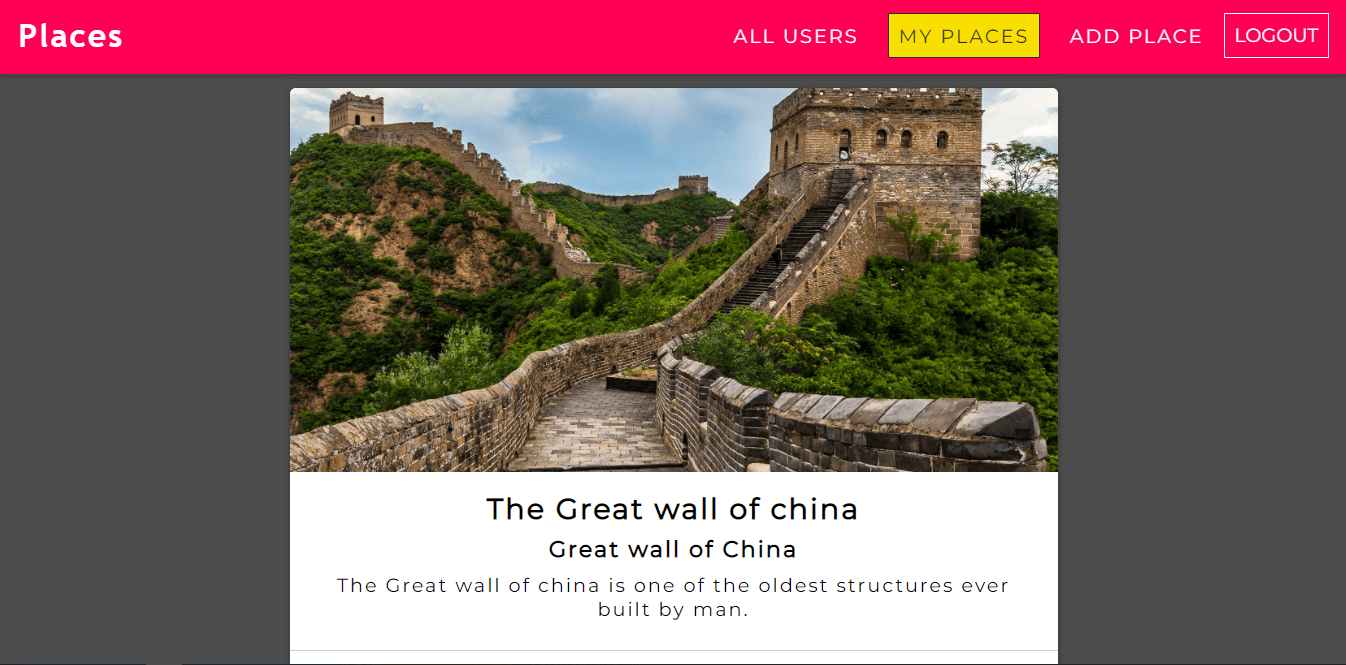 Places
ALL USERS
MY PLACES
ADD PLACE
LOGOUT
The Great wall of china
Great wall of China
The Great wall of china is one of the oldest structures ever
built by man.